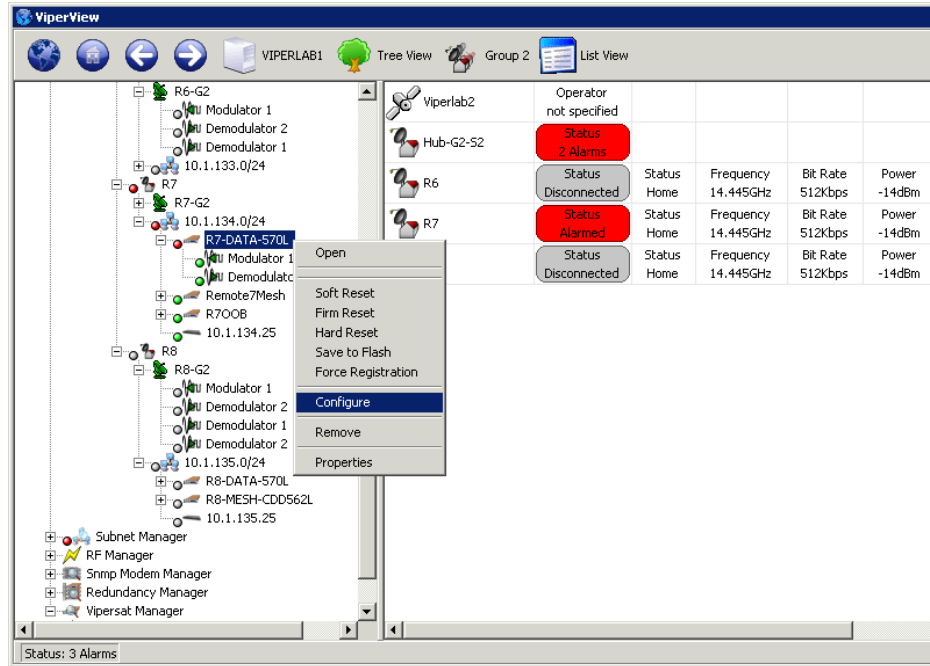 ViperView
VIPERLAB1 Tree View Group 2 List View
R6-G2
Modulator 1
Demodulator 2
Demodulator 1
10.1.133.0/24
R7
R7-G2
10.1.134.0/24
R7-DATA-570L
Modulator 1
Demodulato
Remote7Mesh
R7OOB
10.1.134.25
R8
R8-G2
Modulator 1
Demodulator 2
Demodulator 1
Demodulator 2
10.1.135.0/24
R8-DATA-570L
R8-MESH-CDD562L
10.1.135.25
Subnet Manager
RF Manager
Snmp Modem Manager
Redundancy Manager
Vipersat Manager
Open
Soft Reset
Firm Reset
Hard Reset
Save to Flash
Force Registration
Configure
Remove
Properties
Viperlab2 Operator
not specified
Hub-G2-S2 Status
2 Alarms
R6 Status Status Frequency Bit Rate Power
Disconnected Home 14.445GHz 512Kbps -14dBm
R7 Status Status Frequency Bit Rate Power
Alarmed Home 14.445GHz 512Kbps -14dBm
Status Status Frequency Bit Rate Power
Disconnected Home 14.445GHz 512Kbps -14dBm
Status: 3 Alarms